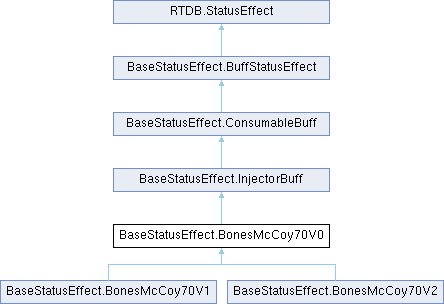 RTDB.StatusEffect
BaseStatusEffect.BuffStatusEffect
BaseStatusEffect.ConsumableBuff
BaseStatusEffect.InjectorBuff
BaseStatusEffect.BonesMcCoy70V0
BaseStatusEffect.BonesMcCoy70V1
BaseStatusEffect.BonesMcCoy70V2